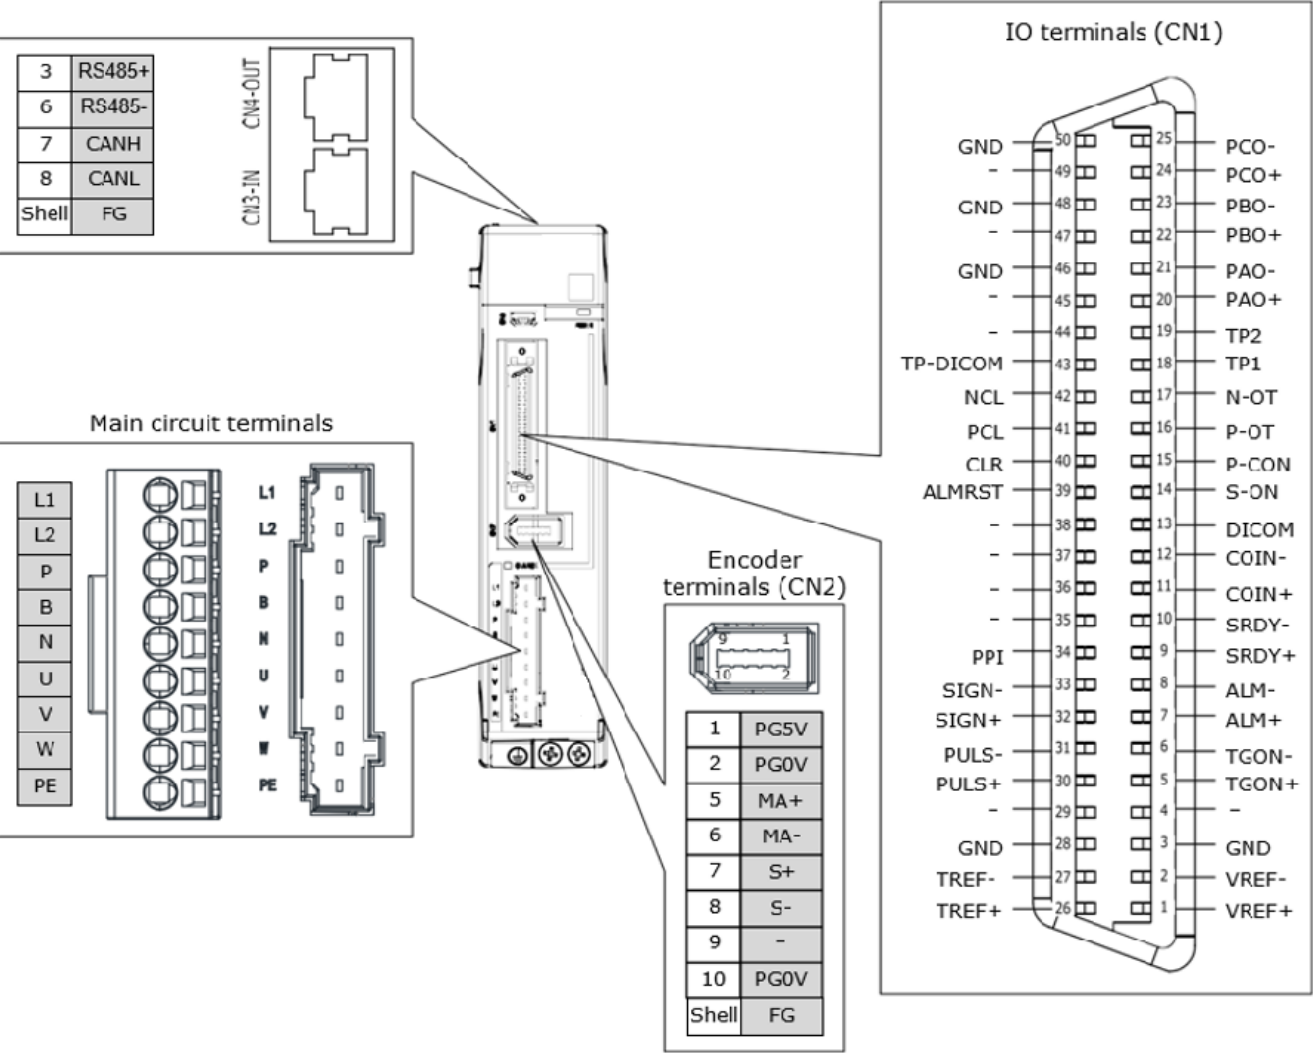 IO terminals (CN1)
3 RS485+
6 RS485-
7 CANH
8 CANL
Shell FG
CN4-OUT
CN3-IN
GND 50 25 PCO-
- 49 24 PCO+
GND 48 23 PBO-
- 47 22 PBO+
GND 46 21 PAO-
- 45 20 PAO+
- 44 19 TP2
TP-DICOM 43 18 TP1
NCL 42 17 N-OT
PCL 41 16 P-OT
CLR 40 15 P-CON
ALMRST 39 14 S-ON
- 38 13 DICOM
- 37 12 COIN-
- 36 11 COIN+
- 35 10 SRDY-
PPI 34 9 SRDY+
SIGN- 33 8 ALM-
SIGN+ 32 7 ALM+
PULS- 31 6 TGON-
PULS+ 30 5 TGON+
- 29 4 -
GND 28 3 GND
TREF- 27 2 VREF-
TREF+ 26 1 VREF+
Main circuit terminals
L1 L1
L2 L2
P P
B B
N N
U U
V V
W W
PE PE
Encoder
terminals (CN2)
9 1
10 2
1 PG5V
2 PG0V
5 MA+
6 MA-
7 S+
8 S-
9 -
10 PG0V
Shell FG